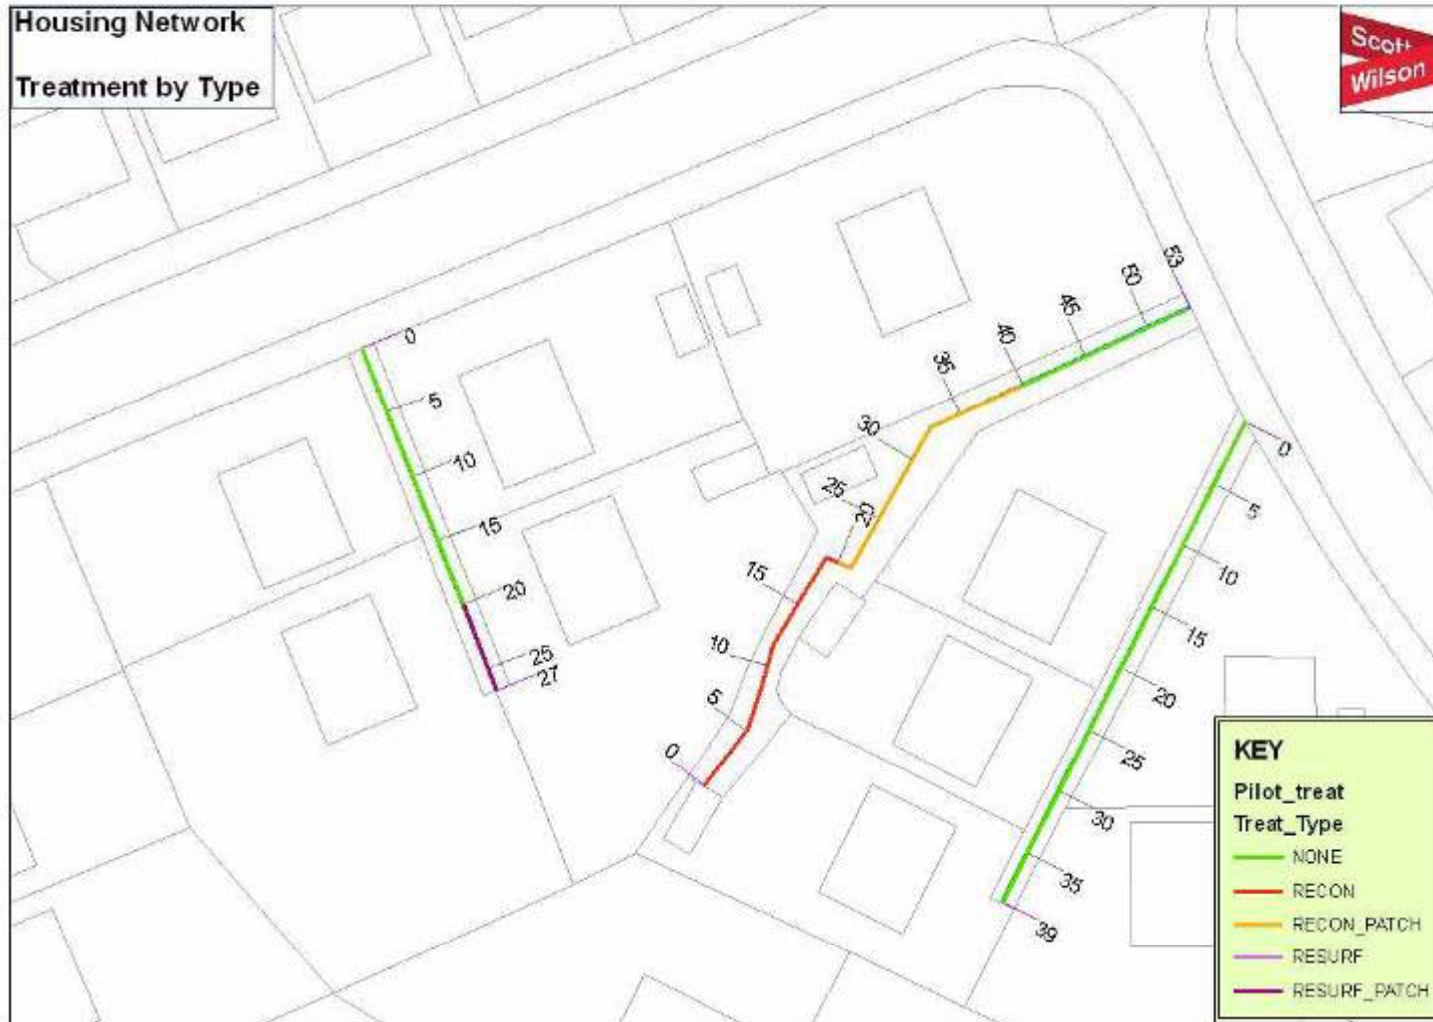 Housing Network
Treatment by Type
Scott
Wilson
0
5
10
15
20
25
27
53
50
45
40
35
30
25
20
15
10
5
0
0
5
10
15
20
25
30
35
39
KEY
Pilot_treat
Treat_Type
NONE
RECON
RECON_PATCH
RESURF
RESURF_PATCH